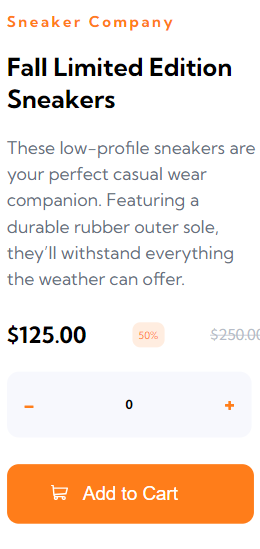 Sneaker Company
Fall Limited Edition
Sneakers
These low-profile sneakers are
your perfect casual wear
companion. Featuring a
durable rubber outer sole,
they’ll withstand everything
the weather can offer.
$125.00 50% $250.00
– 0 +
Add to Cart